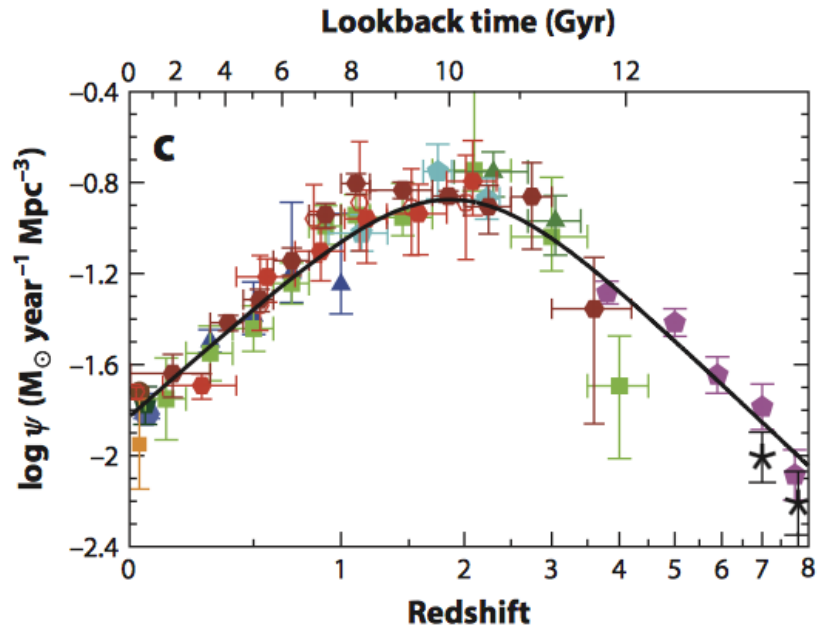 Lookback time (Gyr)
0 2 4 6 8 10 12
C
−0.4
−0.8
−1.2
−1.6
−2
−2.4
log ψ (M⊙ year⁻¹ Mpc⁻³)
0 1 2 3 4 5 6 7 8
Redshift